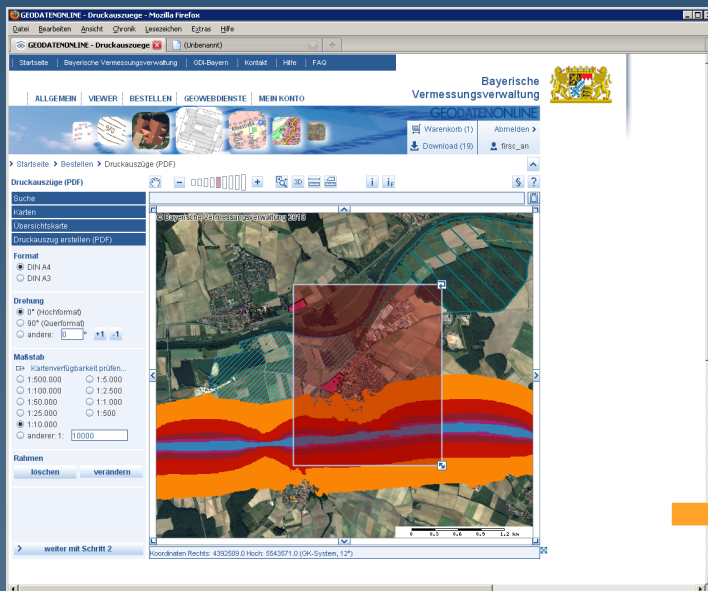 GEODATENONLINE - Druckauszuege - Mozilla Firefox
Datei Bearbeiten Ansicht Chronik Lesezeichen Extras Hilfe
GEODATENONLINE - Druckauszuege (Unbenannt)
Startseite | Bayerische Vermessungsverwaltung | GDI-Bayern | Kontakt | Hilfe | FAQ
Bayerische
Vermessungsverwaltung
ALLGEMEIN | VIEWER | BESTELLEN | GEOWEBDIENSTE | MEIN KONTO
GEODATENONLINE
Warenkorb (1) Abmelden >
Download (19) firsc_an
> Startseite > Bestellen > Druckauszüge (PDF)
Druckauszüge (PDF) - + 3D i iF § ?
Suche
Karten
Übersichtskarte
Druckauszug erstellen (PDF)
Format
DIN A4
DIN A3
Drehung
0° (Hochformat)
90° (Querformat)
andere: 0 ° +1 -1
Maßstab
Kartenverfügbarkeit prüfen...
1:500.000 1:5.000
1:100.000 1:2.500
1:50.000 1:1.000
1:25.000 1:500
1:10.000
anderer: 1: 10000
Rahmen
löschen verändern
> weiter mit Schritt 2
© Bayerische Vermessungsverwaltung 2010
0 0.3 0.6 0.9 1.2 km
Koordinaten Rechts: 4392509.0 Hoch: 5543571.0 (GK-System, 12°)